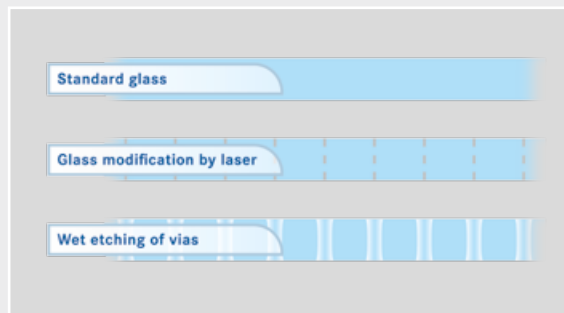 Standard glass
Glass modification by laser
Wet etching of vias